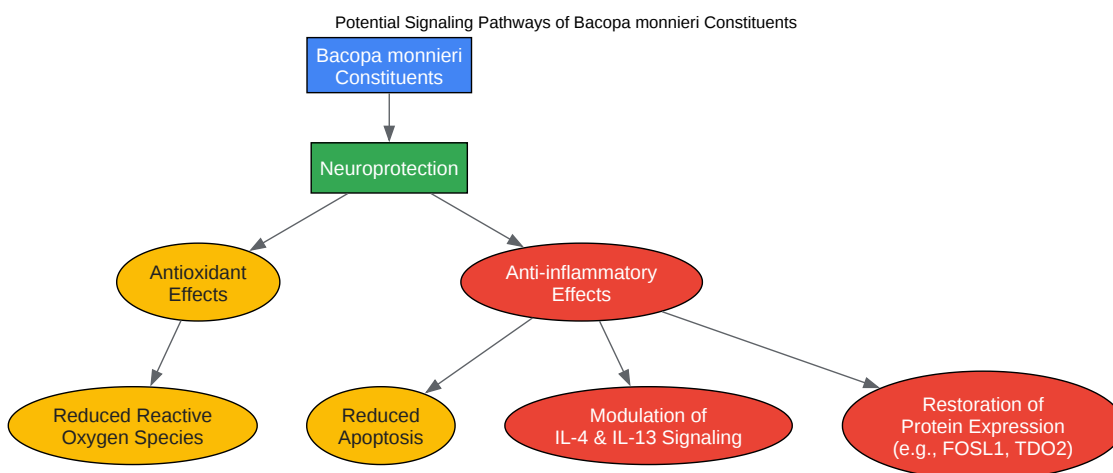 Potential Signaling Pathways of Bacopa monnieri Constituents
Bacopa monnieri
Constituents
Neuroprotection
Antioxidant
Effects
Anti-inflammatory
Effects
Reduced Reactive
Oxygen Species
Reduced
Apoptosis
Modulation of
IL-4 & IL-13 Signaling
Restoration of
Protein Expression
(e.g., FOSL1, TDO2)